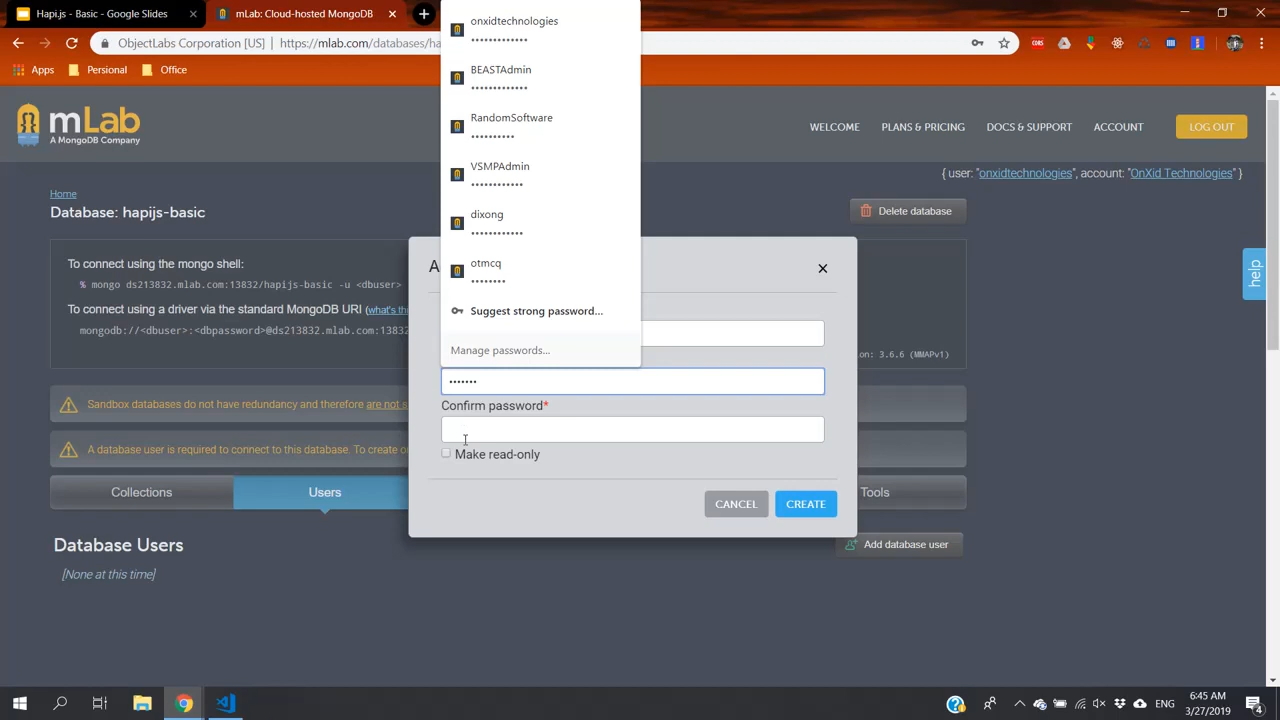 Hapi.js - Basic - Google Slides
mLab: Cloud-hosted MongoDB
ObjectLabs Corporation [US] | https://mlab.com/databases/ha
Apps
Personal
Office
mLab
A MongoDB Company
WELCOME
PLANS & PRICING
DOCS & SUPPORT
ACCOUNT
LOG OUT
{ user: "onxidtechnologies", account: "OnXid Technologies" }
Home
Database: hapijs-basic
Delete database
To connect using the mongo shell:
% mongo ds213832.mlab.com:13832/hapijs-basic -u <dbuser>
To connect using a driver via the standard MongoDB URI (what's thi
mongodb://<dbuser>:<dbpassword>@ds213832.mlab.com:13832
on: 3.6.6 (MMAPv1)
Sandbox databases do not have redundancy and therefore are not s
A database user is required to connect to this database. To create o
Collections
Users
Tools
Database Users
Add database user
[None at this time]
help
onxidtechnologies
•••••••••••••
BEASTAdmin
•••••••••••••
RandomSoftware
••••••••••
VSMPAdmin
••••••••••••
dixong
••••••••••••
otmcq
••••••••
Suggest strong password...
Manage passwords...
A
•••••••
Confirm password*
Make read-only
CANCEL
CREATE
ENG
6:45 AM
3/27/2019